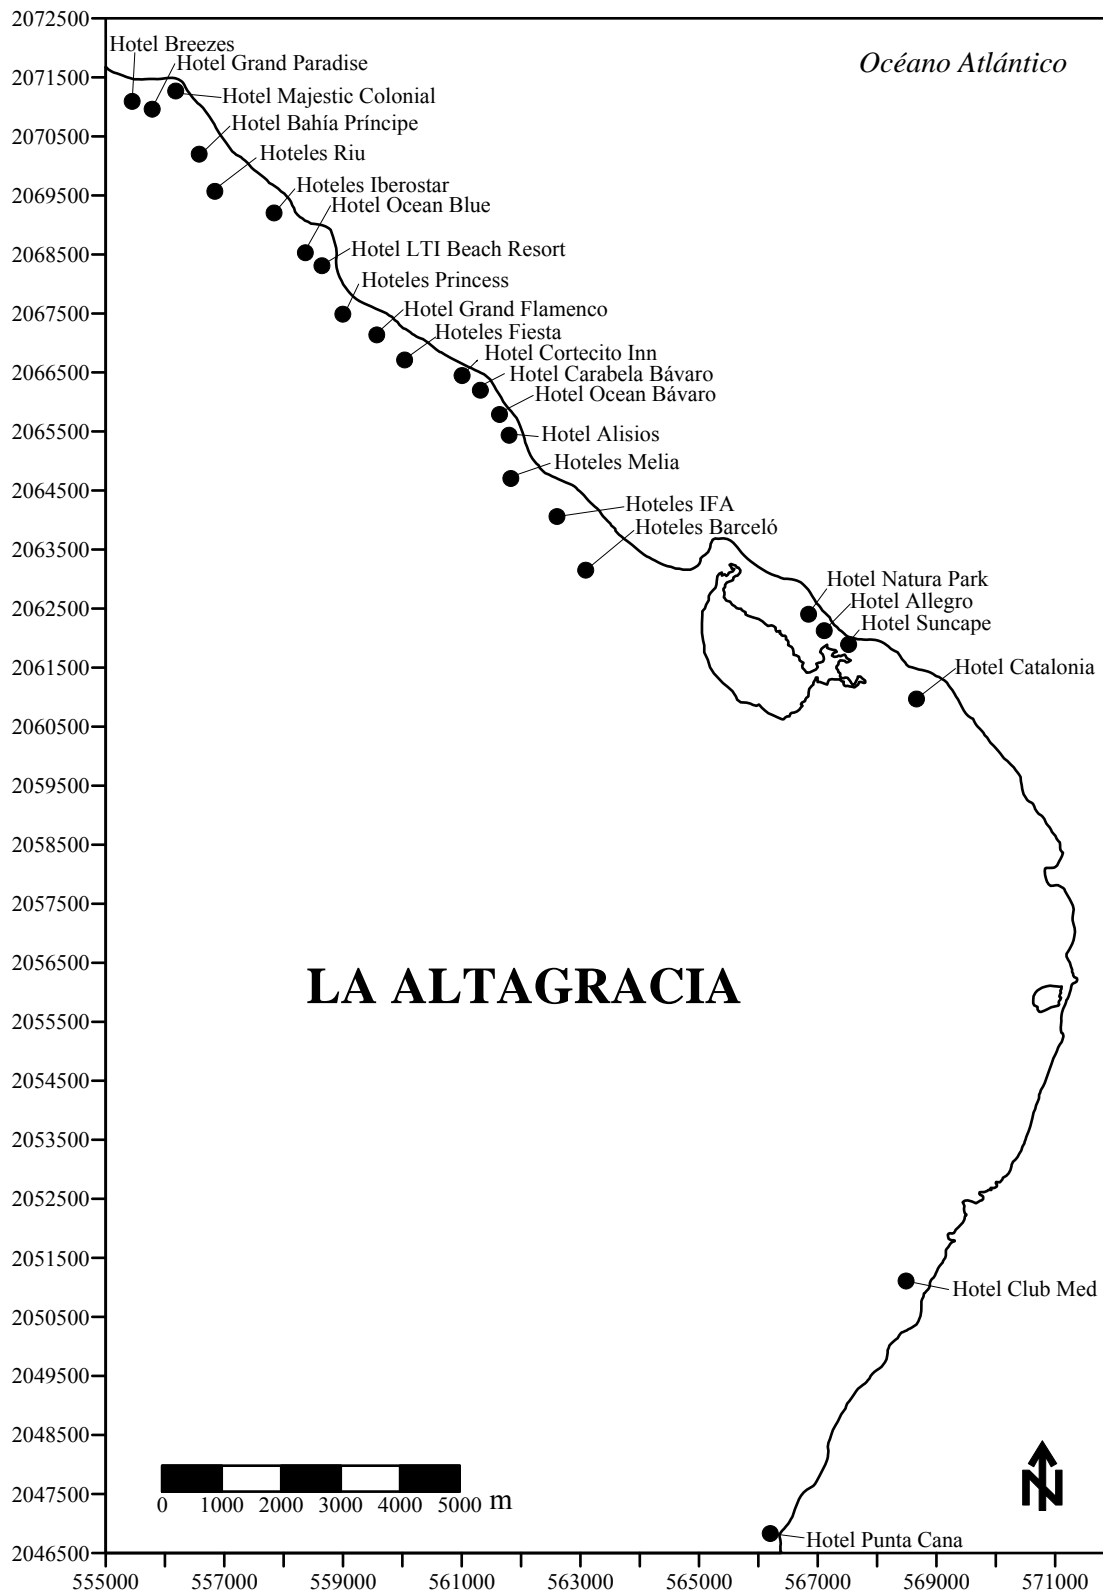 2072500
Hotel Breezes
Océano Atlántico
Hotel Grand Paradise
2071500
Hotel Majestic Colonial
Hotel Bahía Príncipe
2070500
Hoteles Riu
2069500
Hoteles Iberostar
Hotel Ocean Blue
2068500
Hotel LTI Beach Resort
Hoteles Princess
2067500
Hotel Grand Flamenco
Hoteles Fiesta
Hotel Cortecito Inn
2066500
Hotel Carabela Bávaro
Hotel Ocean Bávaro
2065500
Hotel Alisios
Hoteles Melia
2064500
Hoteles IFA
Hoteles Barceló
2063500
Hotel Natura Park
2062500
Hotel Allegro
Hotel Suncape
2061500
Hotel Catalonia
2060500
2059500
2058500
2057500
2056500
LA ALTAGRACIA
2055500
2054500
2053500
2052500
2051500
Hotel Club Med
2050500
2049500
2048500
2047500
0 1000 2000 3000 4000 5000 m
N
Hotel Punta Cana
2046500
555000 557000 559000 561000 563000 565000 567000 569000 571000